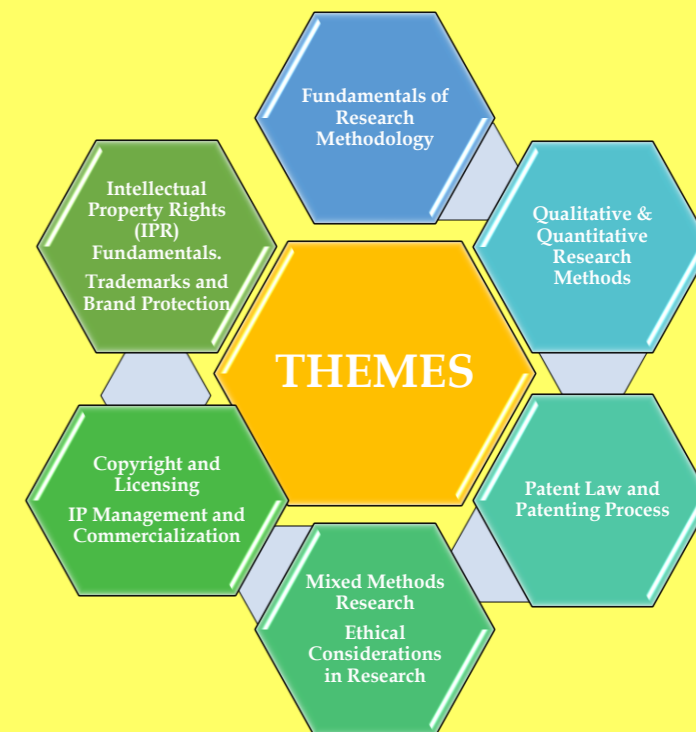 Fundamentals of
Research
Methodology
Qualitative &
Quantitative
Research
Methods
Patent Law and
Patenting Process
Mixed Methods
Research
Ethical
Considerations
in Research
Copyright and
Licensing
IP Management and
Commercialization
Intellectual
Property Rights
(IPR)
Fundamentals.
Trademarks and
Brand Protection
THEMES